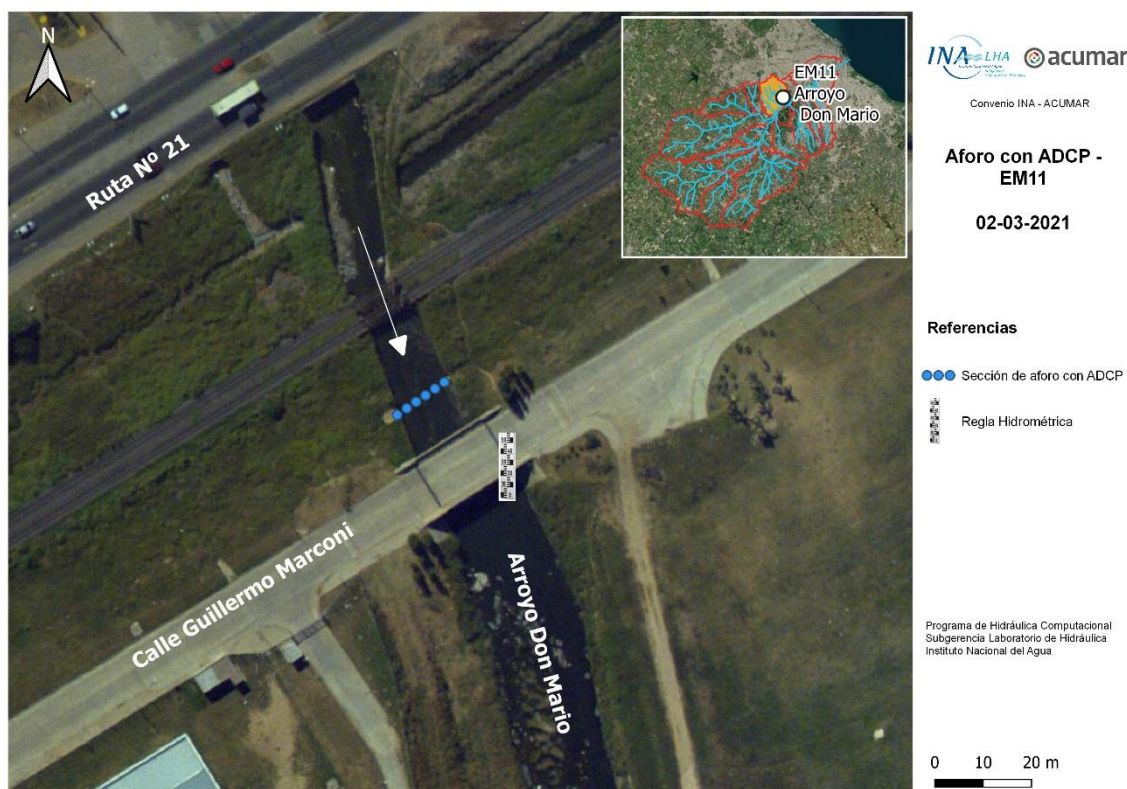 N
Ruta Nº 21
Calle Guillermo Marconi
Arroyo Don Mario
EM11
Arroyo
Don Mario
INA LHA acumar
Convenio INA - ACUMAR
Aforo con ADCP -
EM11
02-03-2021
Referencias
Sección de aforo con ADCP
Regla Hidrométrica
Programa de Hidráulica Computacional
Subgerencia Laboratorio de Hidráulica
Instituto Nacional del Agua
0 10 20 m